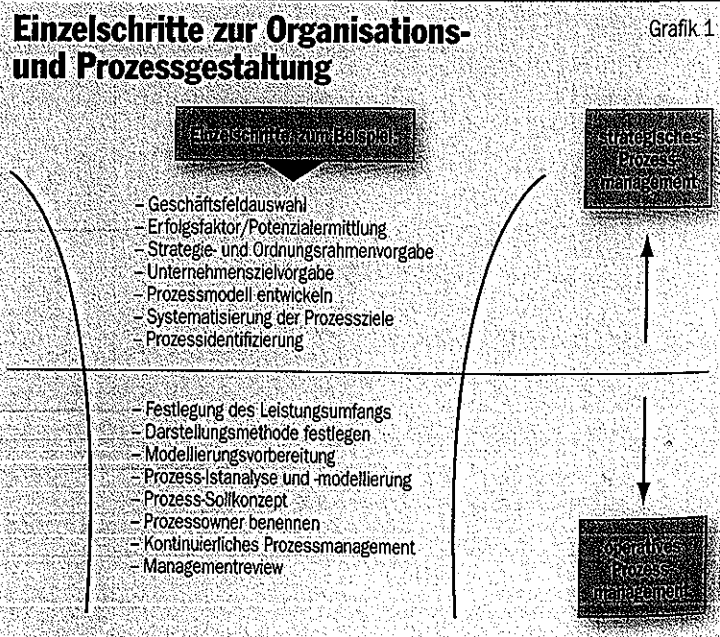 Einzelschritte zur Organisations-
und Prozessgestaltung
Grafik 1
Einzelschritte zum Beispiel:
strategisches
Prozess-
management
– Geschäftsfeldauswahl
– Erfolgsfaktor/Potenzialermittlung
– Strategie- und Ordnungsrahmenvorgabe
– Unternehmenszielvorgabe
– Prozessmodell entwickeln
– Systematisierung der Prozessziele
– Prozessidentifizierung
– Festlegung des Leistungsumfangs
– Darstellungsmethode festlegen
– Modellierungsvorbereitung
– Prozess-Istanalyse und -modellierung
– Prozess-Sollkonzept
– Prozessowner benennen
– Kontinuierliches Prozessmanagement
– Managementreview
operatives
Prozess-
management